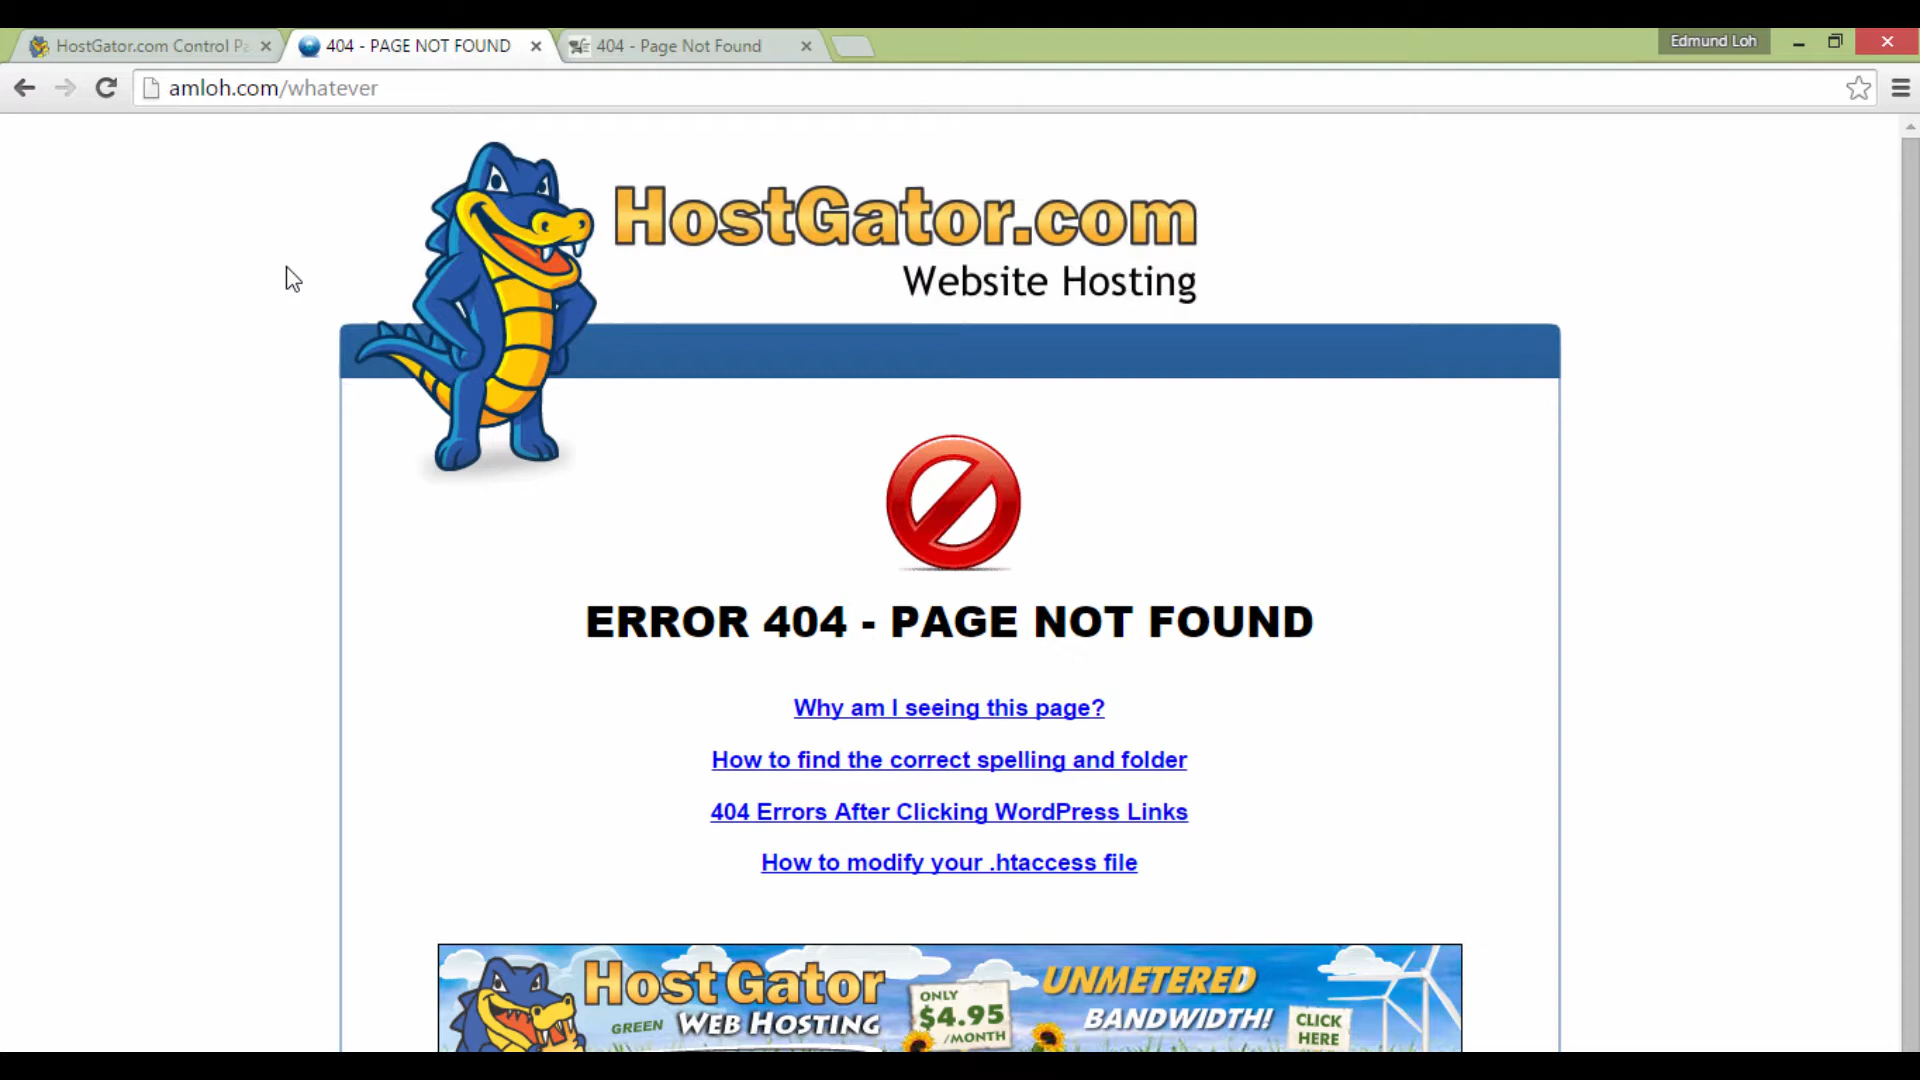 HostGator.com Control Pa
404 - PAGE NOT FOUND
404 - Page Not Found
Edmund Loh
amloh.com/whatever
HostGator.com
Website Hosting
ERROR 404 - PAGE NOT FOUND
Why am I seeing this page?
How to find the correct spelling and folder
404 Errors After Clicking WordPress Links
How to modify your .htaccess file
HostGator
GREEN WEB HOSTING
ONLY
$4.95
/MONTH
UNMETERED
BANDWIDTH!
CLICK
HERE